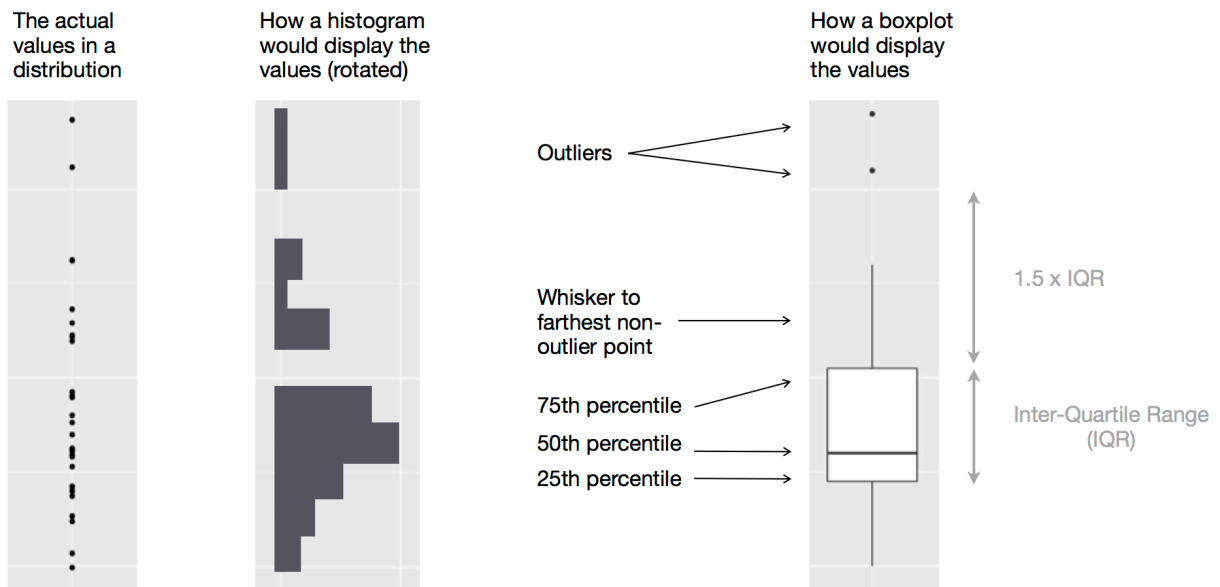 The actual
values in a
distribution
How a histogram
would display the
values (rotated)
How a boxplot
would display
the values
Outliers
1.5 x IQR
Whisker to
farthest non-
outlier point
75th percentile
50th percentile
25th percentile
Inter-Quartile Range
(IQR)